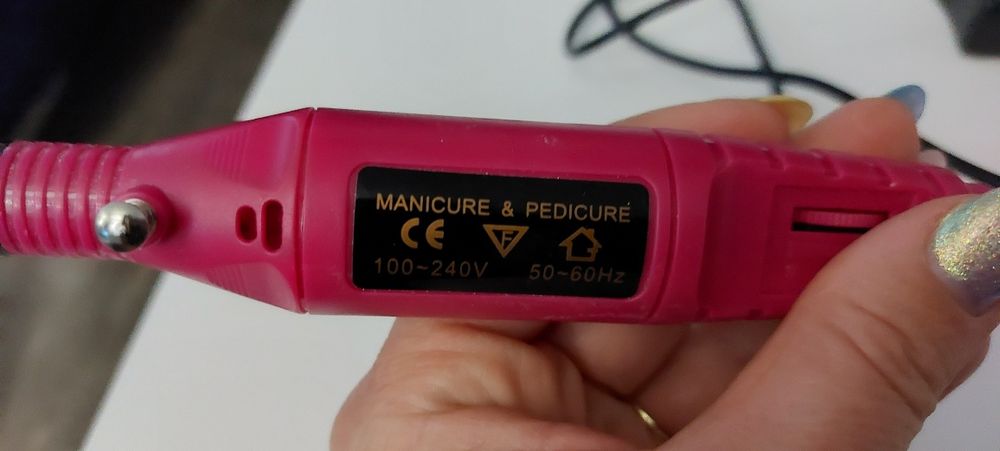 MANICURE & PEDICURE
CE F
100~240V 50~60Hz